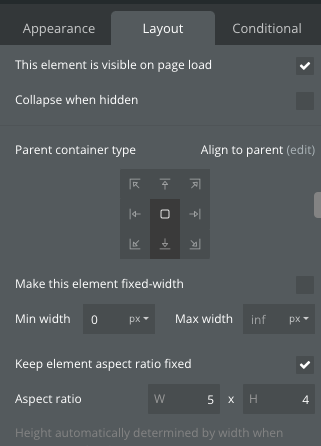 Appearance Layout Conditional
This element is visible on page load
Collapse when hidden
Parent container type Align to parent (edit)
Make this element fixed-width
Min width 0 px Max width inf px
Keep element aspect ratio fixed
Aspect ratio W 5 x H 4
Height automatically determined by width when